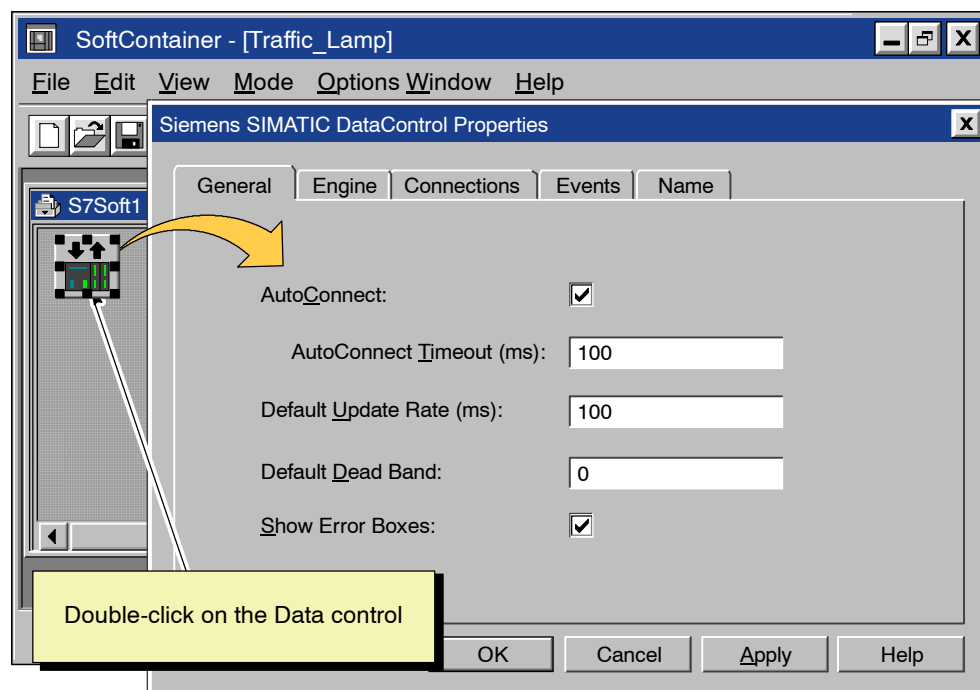 SoftContainer - [Traffic_Lamp]
File Edit View Mode Options Window Help
Siemens SIMATIC DataControl Properties
General Engine Connections Events Name
S7Soft1
AutoConnect:
AutoConnect Timeout (ms): 100
Default Update Rate (ms): 100
Default Dead Band: 0
Show Error Boxes:
Double-click on the Data control
OK Cancel Apply Help